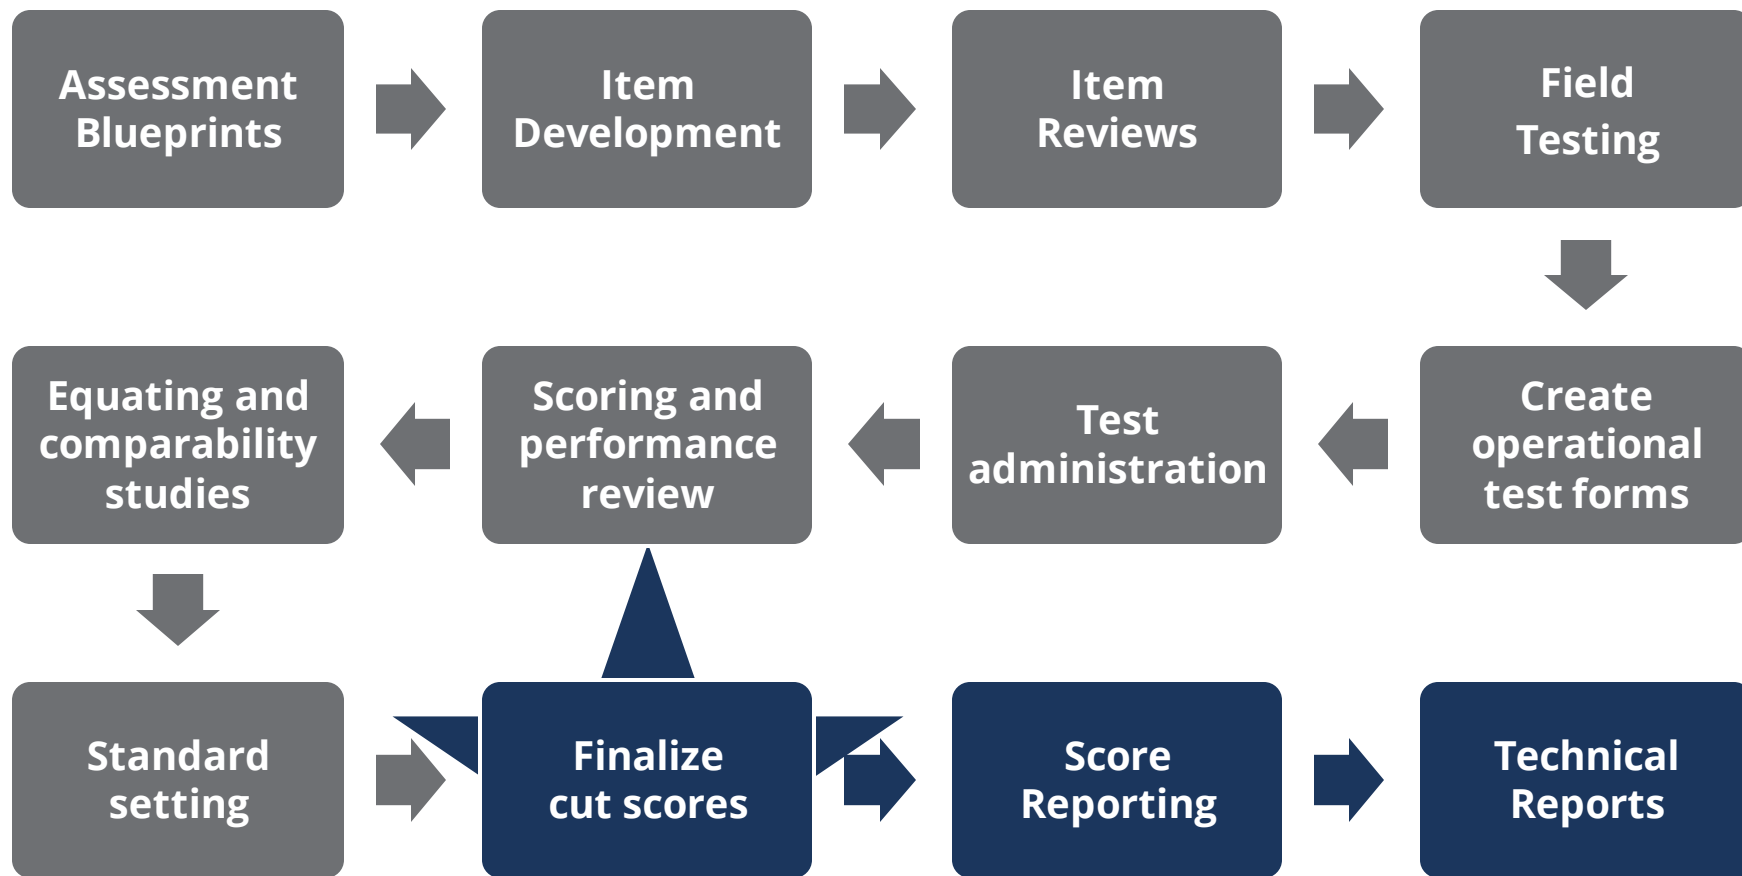 Assessment
Blueprints
Item
Development
Item
Reviews
Field
Testing
Create
operational
test forms
Test
administration
Scoring and
performance
review
Equating and
comparability
studies
Standard
setting
Finalize
cut scores
Score
Reporting
Technical
Reports